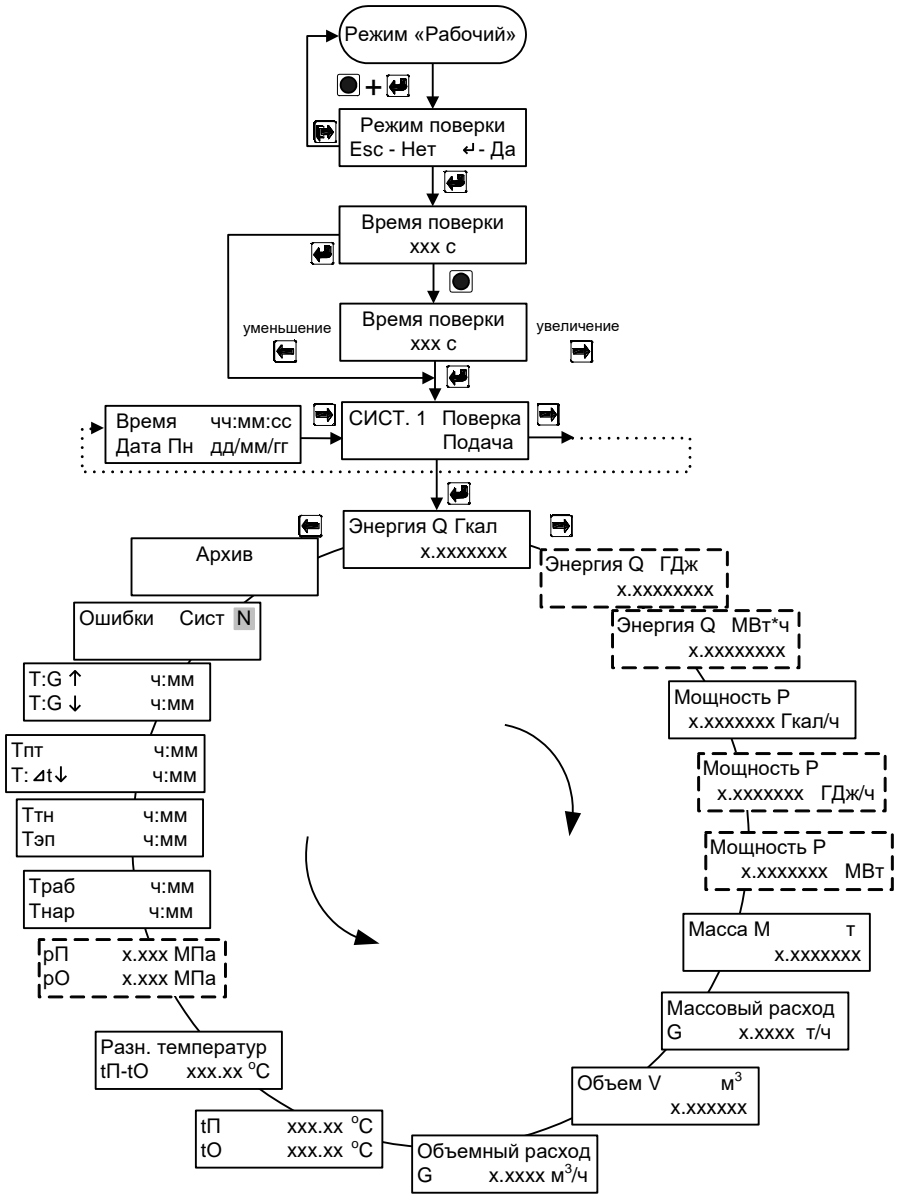 Режим «Рабочий»
+
Режим поверки
Esc - Нет ↵ - Да
Время поверки
xxx с
Время поверки
xxx с
уменьшение
увеличение
Время чч:мм:сс
Дата Пн дд/мм/гг
СИСТ. 1 Поверка
Подача
Энергия Q Гкал
x.xxxxxxx
Энергия Q ГДж
x.xxxxxxxx
Энергия Q МВт*ч
x.xxxxxxxx
Мощность P
x.xxxxxxx Гкал/ч
Мощность P
x.xxxxxxx ГДж/ч
Мощность P
x.xxxxxxx МВт
Масса М т
x.xxxxxxx
Массовый расход
G x.xxxx т/ч
Объем V м³
x.xxxxxx
Объемный расход
G x.xxxx м³/ч
tП xxx.xx °C
tО xxx.xx °C
Разн. температур
tП-tО xxx.xx °C
рП x.xxx МПа
рО x.xxx МПа
Траб ч:мм
Тнар ч:мм
Ттн ч:мм
Тэп ч:мм
Тпт ч:мм
Т: ⊿t↓ ч:мм
T:G ↑ ч:мм
T:G ↓ ч:мм
Ошибки Сист N
Архив